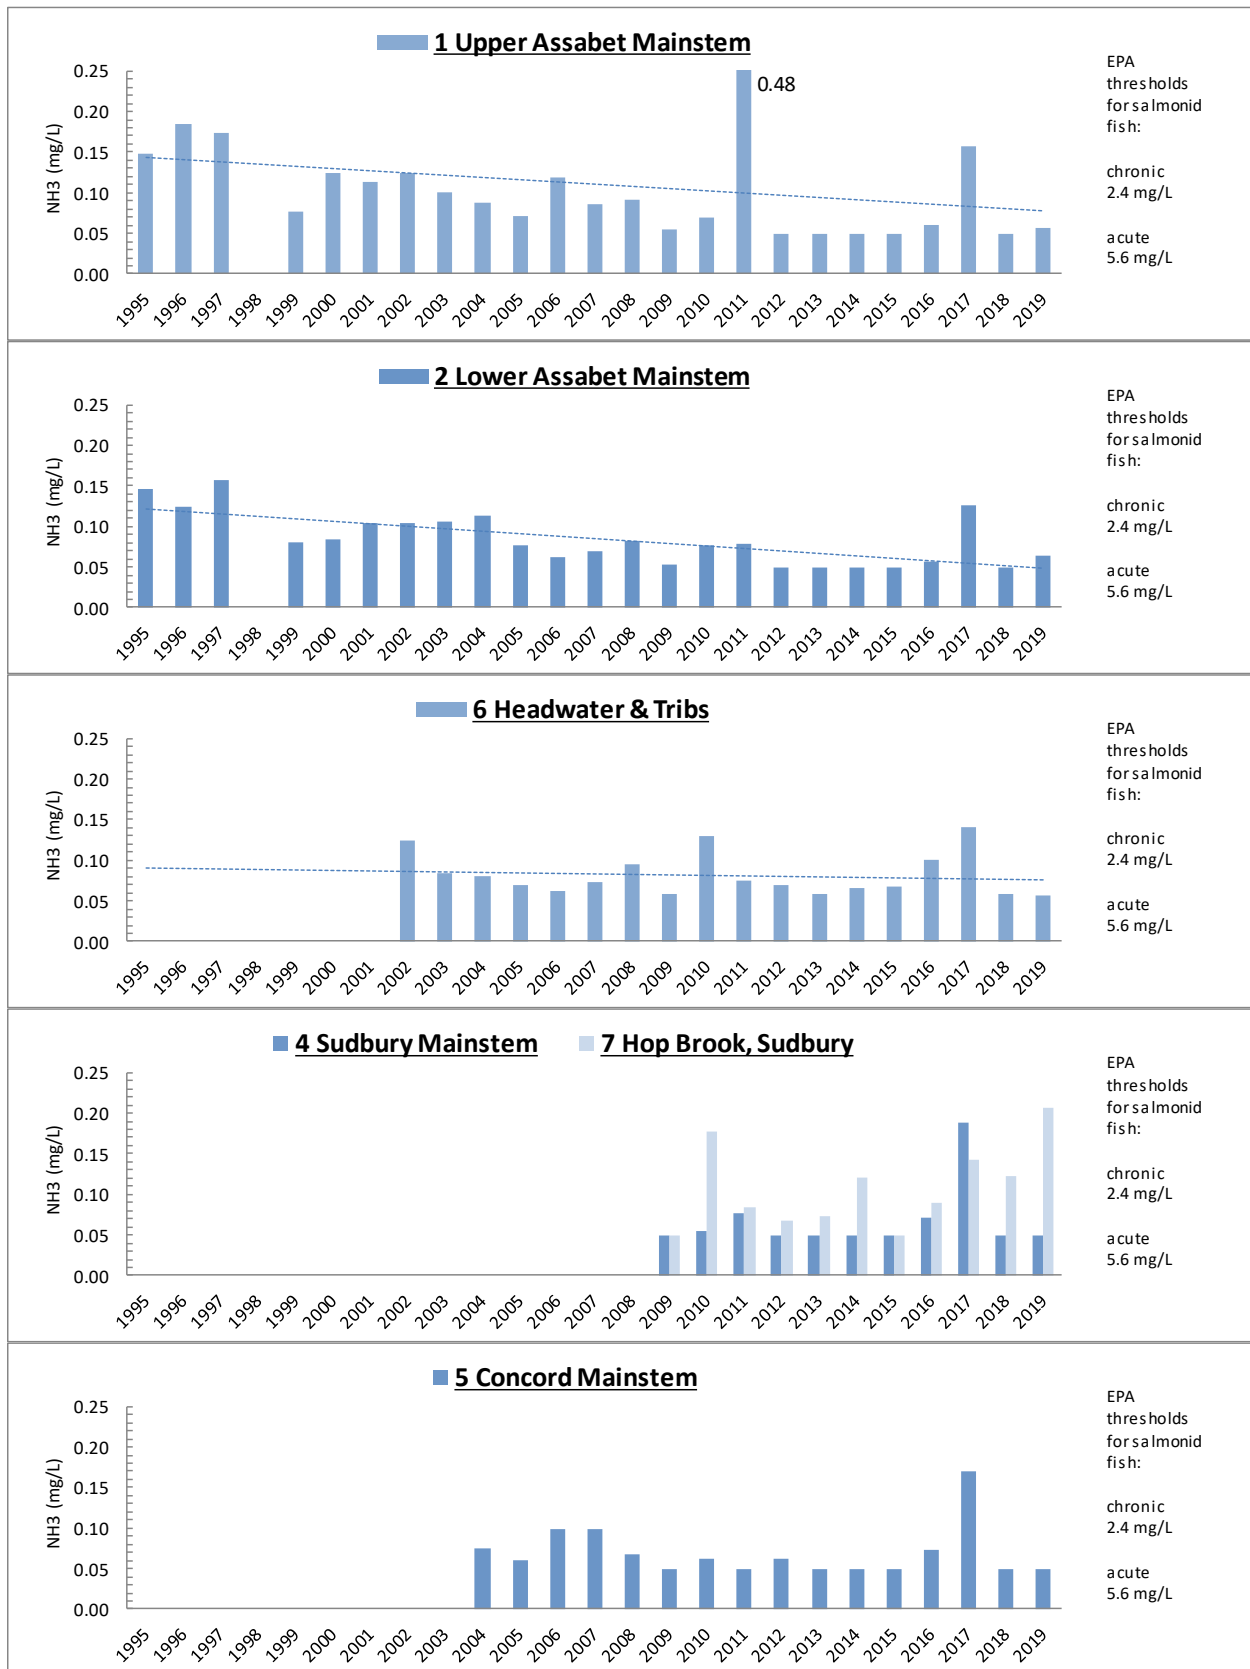 1 Upper Assabet Mainstem
NH3 (mg/L)
0.25
0.20
0.15
0.10
0.05
0.00
0.48
1995 1996 1997 1998 1999 2000 2001 2002 2003 2004 2005 2006 2007 2008 2009 2010 2011 2012 2013 2014 2015 2016 2017 2018 2019
EPA
thresholds
for salmonid
fish:
chronic
2.4 mg/L
acute
5.6 mg/L
2 Lower Assabet Mainstem
NH3 (mg/L)
0.25
0.20
0.15
0.10
0.05
0.00
1995 1996 1997 1998 1999 2000 2001 2002 2003 2004 2005 2006 2007 2008 2009 2010 2011 2012 2013 2014 2015 2016 2017 2018 2019
EPA
thresholds
for salmonid
fish:
chronic
2.4 mg/L
acute
5.6 mg/L
6 Headwater & Tribs
NH3 (mg/L)
0.25
0.20
0.15
0.10
0.05
0.00
1995 1996 1997 1998 1999 2000 2001 2002 2003 2004 2005 2006 2007 2008 2009 2010 2011 2012 2013 2014 2015 2016 2017 2018 2019
EPA
thresholds
for salmonid
fish:
chronic
2.4 mg/L
acute
5.6 mg/L
4 Sudbury Mainstem 7 Hop Brook, Sudbury
NH3 (mg/L)
0.25
0.20
0.15
0.10
0.05
0.00
1995 1996 1997 1998 1999 2000 2001 2002 2003 2004 2005 2006 2007 2008 2009 2010 2011 2012 2013 2014 2015 2016 2017 2018 2019
EPA
thresholds
for salmonid
fish:
chronic
2.4 mg/L
acute
5.6 mg/L
5 Concord Mainstem
NH3 (mg/L)
0.25
0.20
0.15
0.10
0.05
0.00
1995 1996 1997 1998 1999 2000 2001 2002 2003 2004 2005 2006 2007 2008 2009 2010 2011 2012 2013 2014 2015 2016 2017 2018 2019
EPA
thresholds
for salmonid
fish:
chronic
2.4 mg/L
acute
5.6 mg/L